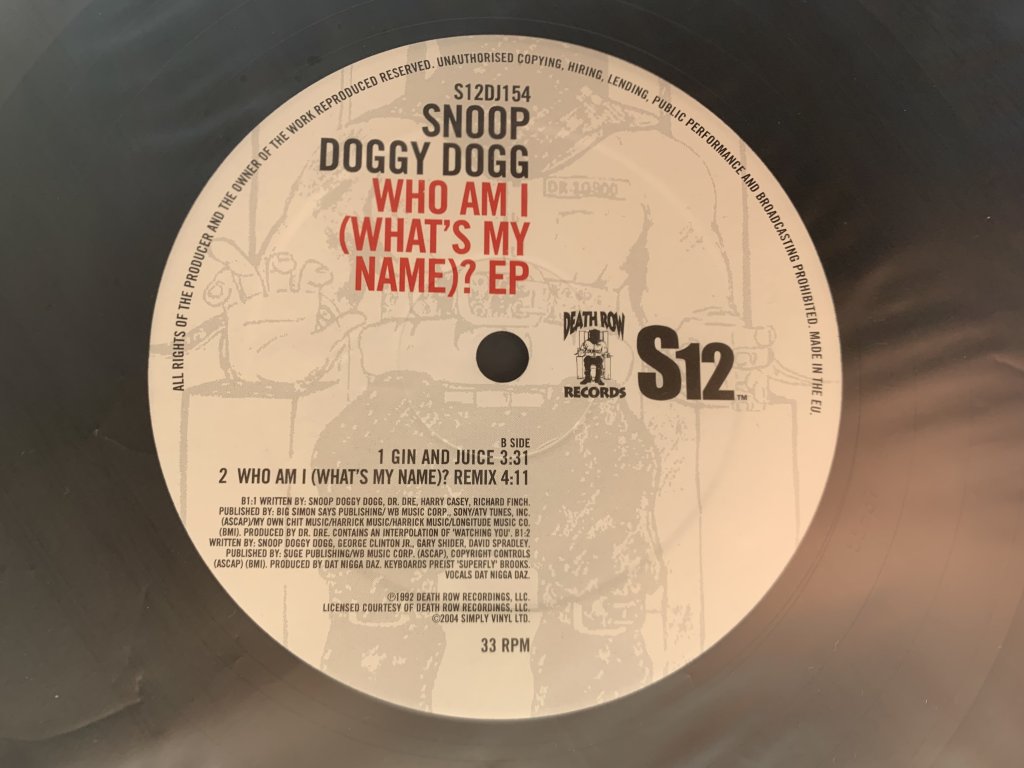 ALL RIGHTS OF THE PRODUCER AND THE OWNER OF THE WORK REPRODUCED RESERVED. UNAUTHORISED COPYING, HIRING, LENDING, PUBLIC PERFORMANCE AND BROADCASTING PROHIBITED. MADE IN THE EU.
S12DJ154
SNOOP
DOGGY DOGG
WHO AM I
(WHAT'S MY
NAME)? EP
DEATH ROW
RECORDS
S12™
B SIDE
1 GIN AND JUICE 3:31
2 WHO AM I (WHAT'S MY NAME)? REMIX 4:11
B1:1 WRITTEN BY: SNOOP DOGGY DOGG, DR. DRE, HARRY CASEY, RICHARD FINCH.
PUBLISHED BY: BIG SIMON SAYS PUBLISHING/ WB MUSIC CORP., SONY/ATV TUNES, INC.
(ASCAP)/MY OWN CHIT MUSIC/HARRICK MUSIC/HARRICK MUSIC/LONGITUDE MUSIC CO.
(BMI). PRODUCED BY DR. DRE. CONTAINS AN INTERPOLATION OF 'WATCHING YOU'. B1:2
WRITTEN BY: SNOOP DOGGY DOGG, GEORGE CLINTON JR., GARY SHIDER, DAVID SPRADLEY.
PUBLISHED BY: SUGE PUBLISHING/WB MUSIC CORP. (ASCAP), COPYRIGHT CONTROLS
(ASCAP) (BMI). PRODUCED BY DAT NIGGA DAZ. KEYBOARDS PREIST 'SUPERFLY' BROOKS.
VOCALS DAT NIGGA DAZ.
℗1992 DEATH ROW RECORDINGS, LLC.
LICENSED COURTESY OF DEATH ROW RECORDINGS, LLC.
©2004 SIMPLY VINYL LTD.
33 RPM